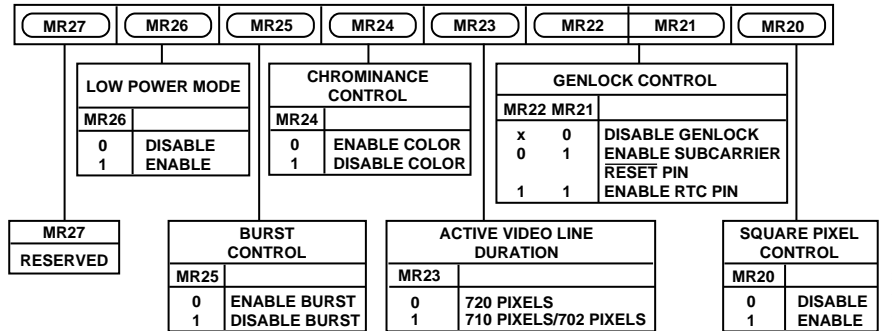 MR27 MR26 MR25 MR24 MR23 MR22 MR21 MR20
LOW POWER MODE
MR26
0 DISABLE
1 ENABLE
CHROMINANCE
CONTROL
MR24
0 ENABLE COLOR
1 DISABLE COLOR
GENLOCK CONTROL
MR22 MR21
x 0 DISABLE GENLOCK
0 1 ENABLE SUBCARRIER
RESET PIN
1 1 ENABLE RTC PIN
MR27
RESERVED
BURST
CONTROL
MR25
0 ENABLE BURST
1 DISABLE BURST
ACTIVE VIDEO LINE
DURATION
MR23
0 720 PIXELS
1 710 PIXELS/702 PIXELS
SQUARE PIXEL
CONTROL
MR20
0 DISABLE
1 ENABLE